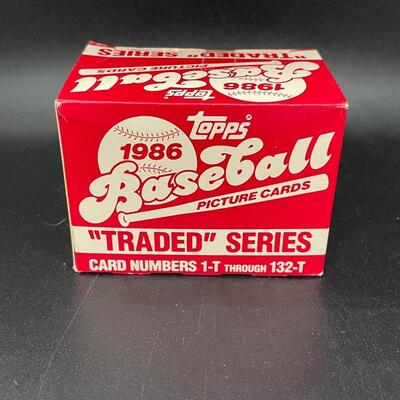 "TRADED" SERIES
PICTURE CARDS
Baseball
1986
TOPPS
TOPPS
1986
Baseball
PICTURE CARDS
"TRADED" SERIES
CARD NUMBERS 1-T THROUGH 132-T